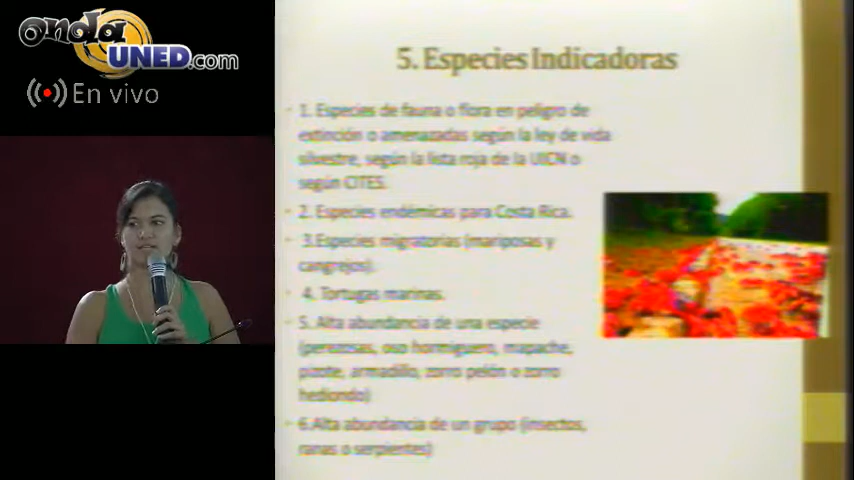 onda
UNED.com
En vivo
5. Especies Indicadoras
1. Especies de fauna o flora en peligro de
extinción o amenazadas según la ley de vida
silvestre, según la lista roja de la UICN o
según CITES.
2. Especies endémicas para Costa Rica.
3.Especies migratorias (mariposas y
cangrejos).
4. Tortugas marinas.
5. Alta abundancia de una especie
(perezosos, oso hormiguero, mapache,
pizote, armadillo, zorro pelón o zorro
hediondo)
6.Alta abundancia de un grupo (insectos,
ranas o serpientes)